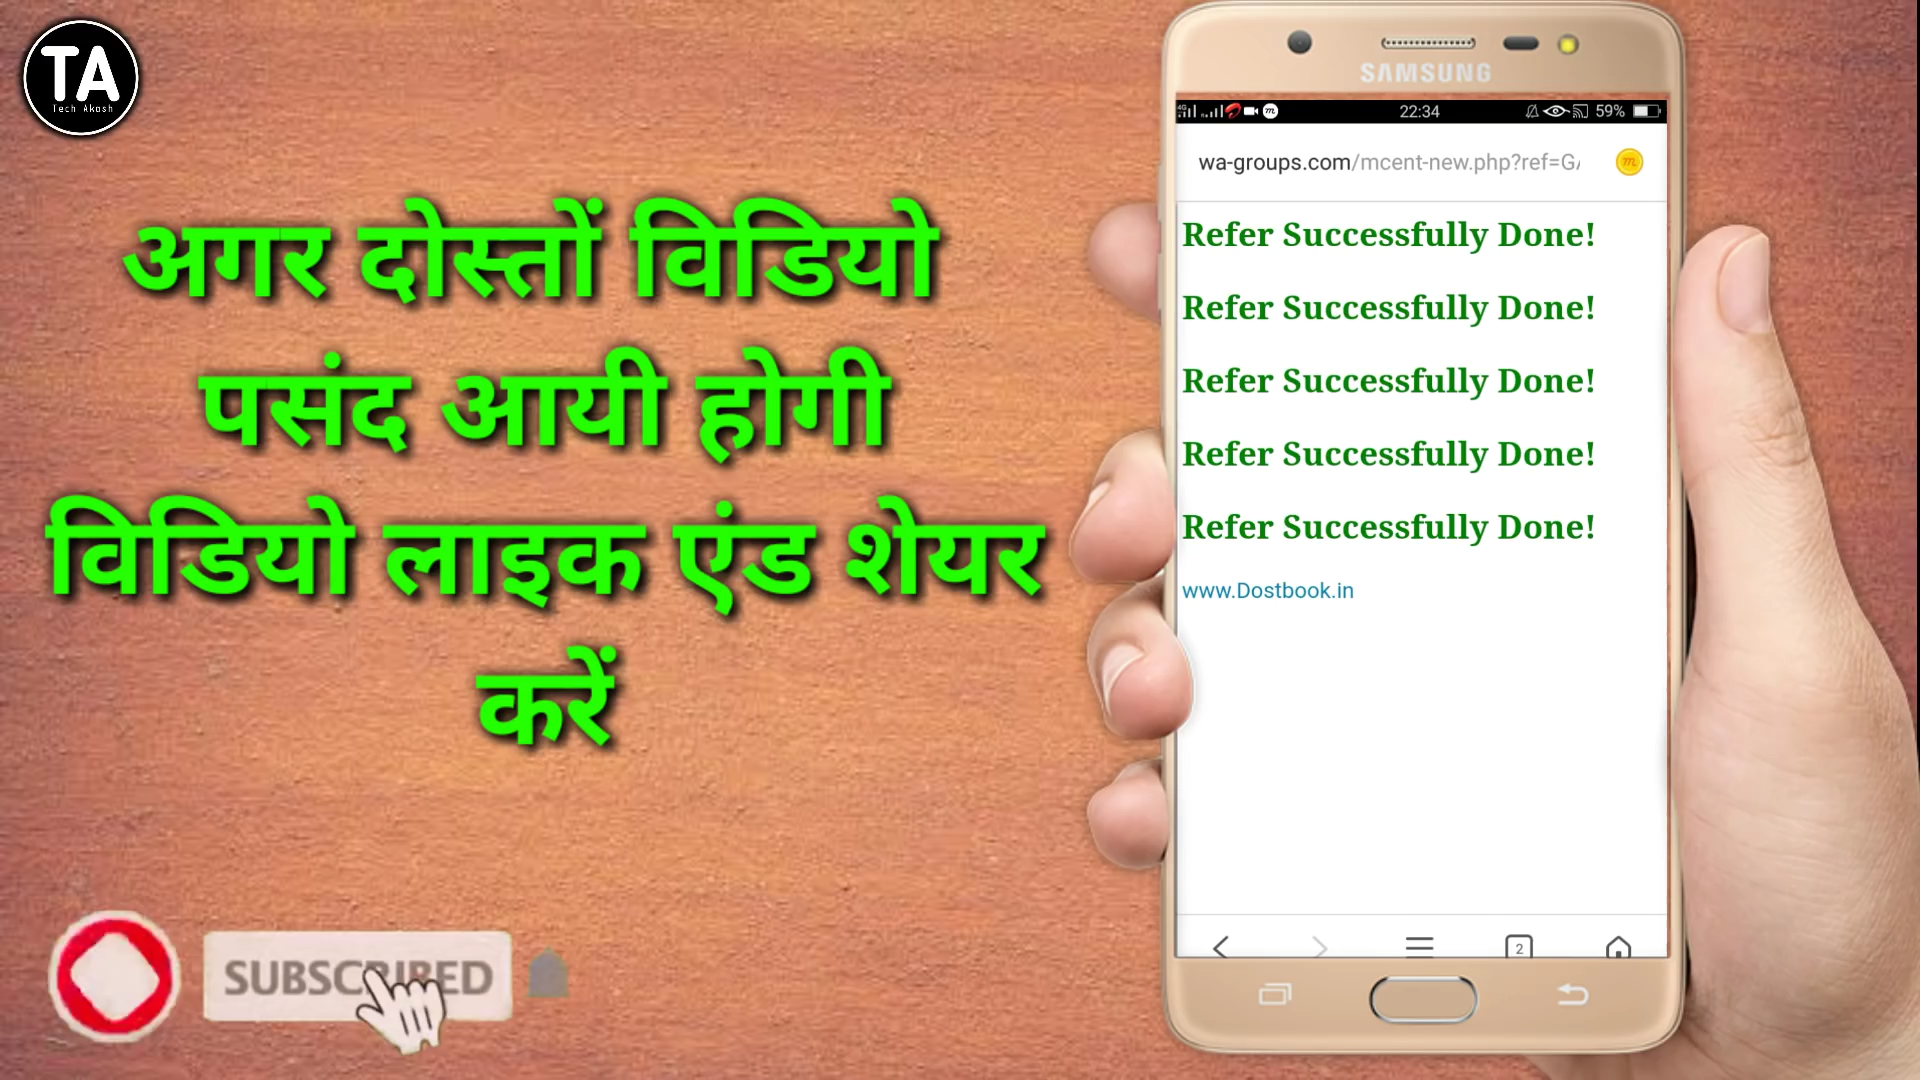 TA
Tech Akash
अगर दोस्तों विडियो
पसंद आयी होगी
विडियो लाइक एंड शेयर
करें
SUBSCRIBED
SAMSUNG
4G
22:34
59%
wa-groups.com/mcent-new.php?ref=GA
m
Refer Successfully Done!
Refer Successfully Done!
Refer Successfully Done!
Refer Successfully Done!
Refer Successfully Done!
www.Dostbook.in
2